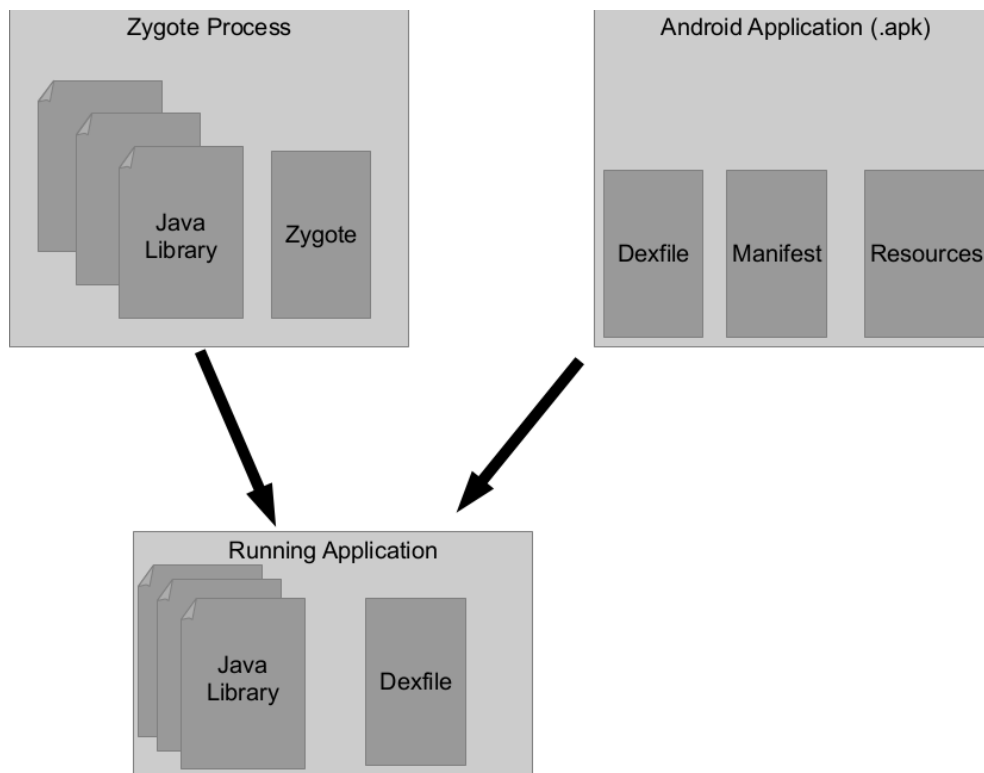 Zygote Process
Java
Library
Zygote
Android Application (.apk)
Dexfile
Manifest
Resources
Running Application
Java
Library
Dexfile